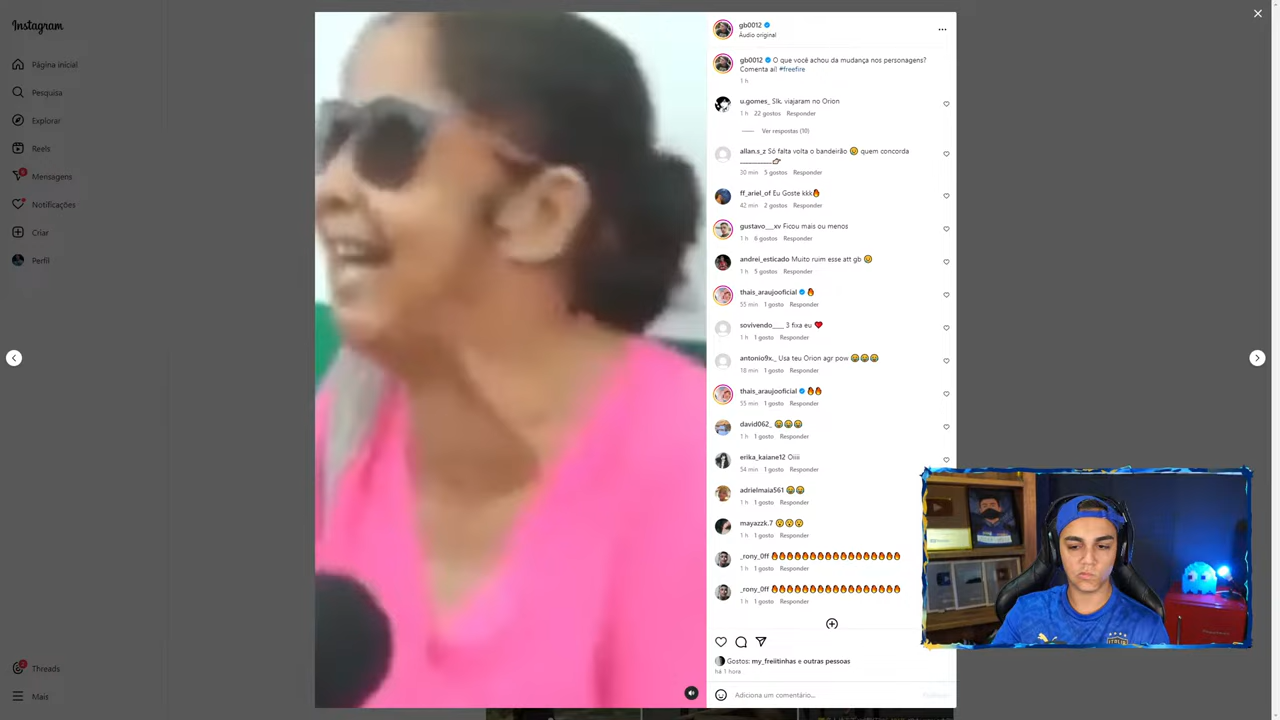 Instagram
Página inicial
Pesquisa
Explorar
Reels
Mensagens
Notificações
Criar
Perfil
Threads
Mais
gb0012
Áudio original
gb0012 O que você achou da mudança nos personagens?
Comenta aí! #freefire
1 h
u.gomes_ Slk. viajaram no Orion
1 h 22 gostos Responder
Ver respostas (10)
allan.s_z Só falta volta o bandeirão 😑 quem concorda
___________👉
30 min 5 gostos Responder
ff_ariel_of Eu Goste kkk🔥
42 min 2 gostos Responder
gustavo___xv Ficou mais ou menos
1 h 6 gostos Responder
andrei_esticado Muito ruim esse att gb 😑
1 h 5 gostos Responder
thais_araujooficial 🔥
55 min 1 gosto Responder
sovivendo____ 3 fixa eu ❤️
1 h 1 gosto Responder
antonio9x._ Usa teu Orion agr pow 😂😂😂
18 min 1 gosto Responder
thais_araujooficial 🔥🔥
55 min 1 gosto Responder
david062_ 😂😂😂
1 h 1 gosto Responder
erika_kaiane12 Oiiii
54 min 1 gosto Responder
adrielmaia561 😂😂
1 h 1 gosto Responder
mayazzk.7 😮😮😮
1 h 1 gosto Responder
_rony_0ff 🔥🔥🔥🔥🔥🔥🔥🔥🔥🔥🔥🔥🔥🔥🔥🔥🔥
1 h 1 gosto Responder
_rony_0ff 🔥🔥🔥🔥🔥🔥🔥🔥🔥🔥🔥🔥🔥🔥🔥🔥🔥
1 h 1 gosto Responder
Gostos: my_freiitinhas e outras pessoas
há 1 hora
Adiciona um comentário...
ITALIA